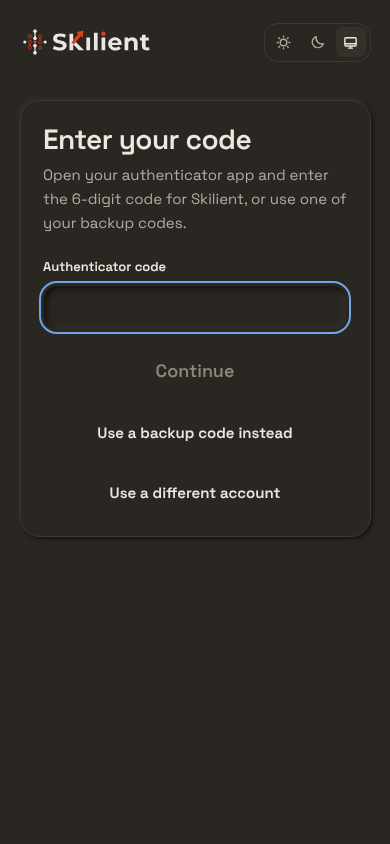 Skilient
Enter your code
Open your authenticator app and enter
the 6-digit code for Skilient, or use one of
your backup codes.
Authenticator code
Continue
Use a backup code instead
Use a different account